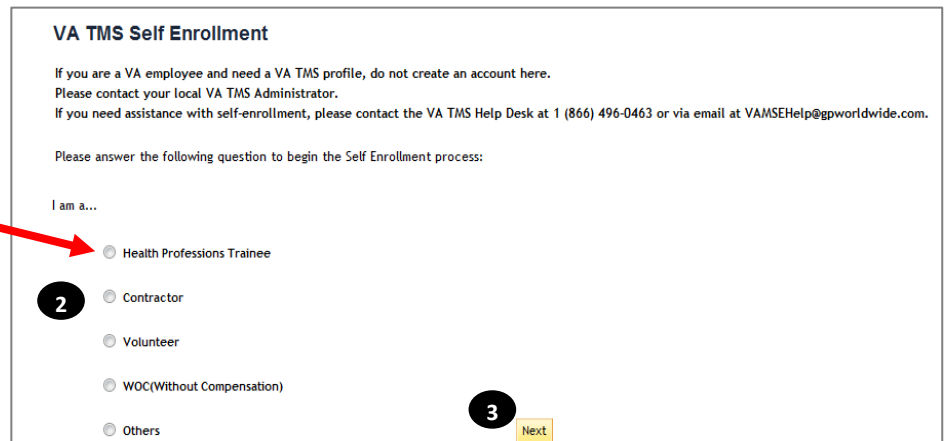 VA TMS Self Enrollment
If you are a VA employee and need a VA TMS profile, do not create an account here.
Please contact your local VA TMS Administrator.
If you need assistance with self-enrollment, please contact the VA TMS Help Desk at 1 (866) 496-0463 or via email at VAMSEHelp@gpworldwide.com.
Please answer the following question to begin the Self Enrollment process:
I am a...
Health Professions Trainee
2
Contractor
Volunteer
WOC(Without Compensation)
Others
3
Next